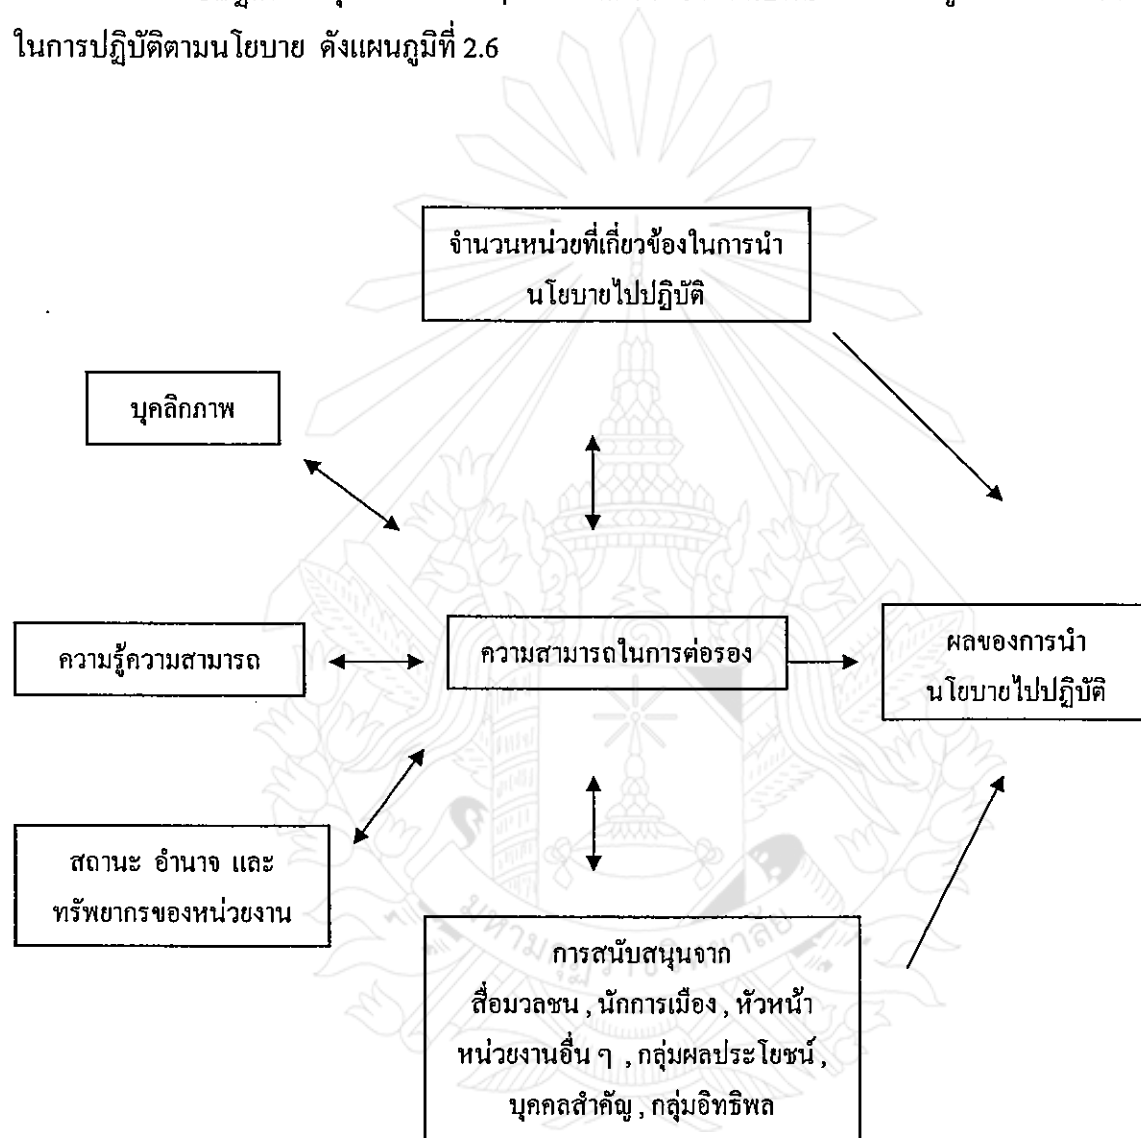 ในการปฏิบัติตามนโยบาย ดังแผนภูมิที่ 2.6
จำนวนหน่วยที่เกี่ยวข้องในการนำ
นโยบายไปปฏิบัติ
บุคลิกภาพ
ความรู้ความสามารถ
ความสามารถในการต่อรอง
ผลของการนำ
นโยบายไปปฏิบัติ
สถานะ อำนาจ และ
ทรัพยากรของหน่วยงาน
การสนับสนุนจาก
สื่อมวลชน , นักการเมือง , หัวหน้า
หน่วยงานอื่น ๆ , กลุ่มผลประโยชน์ ,
บุคคลสำคัญ , กลุ่มอิทธิพล